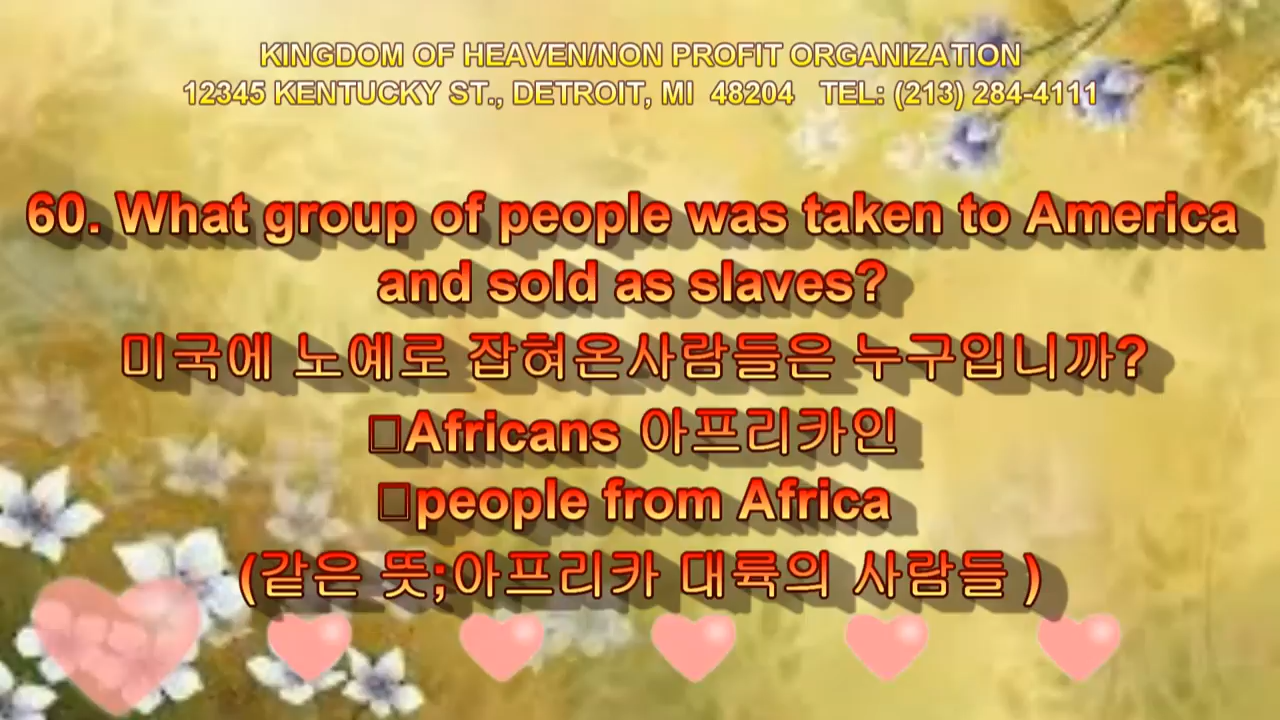 KINGDOM OF HEAVEN/NON PROFIT ORGANIZATION
12345 KENTUCKY ST., DETROIT, MI 48204 TEL: (213) 284-4111
60. What group of people was taken to America
and sold as slaves?
미국에 노예로 잡혀온사람들은 누구입니까?
□Africans 아프리카인
□people from Africa
(같은 뜻;아프리카 대륙의 사람들 )